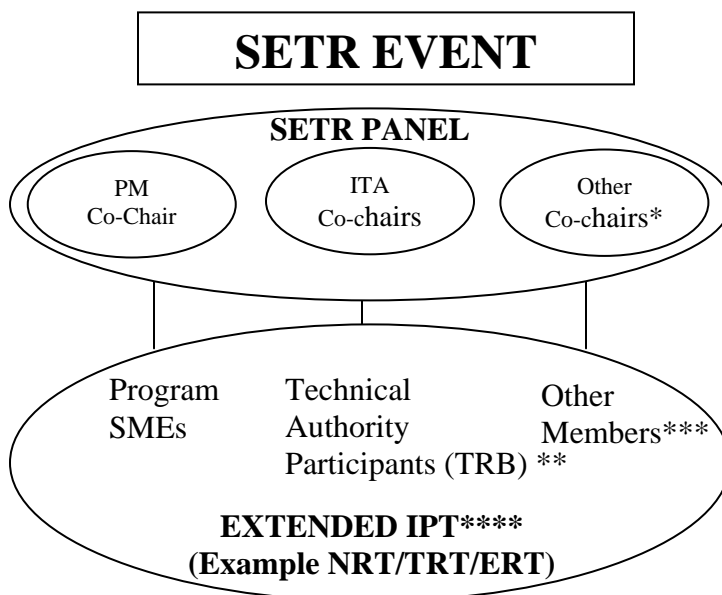 SETR EVENT
SETR PANEL
PM
Co-Chair
ITA
Co-chairs
Other
Co-chairs*
Program
SMEs
Technical
Authority
Participants (TRB) **
Other
Members***
EXTENDED IPT****
(Example NRT/TRT/ERT)